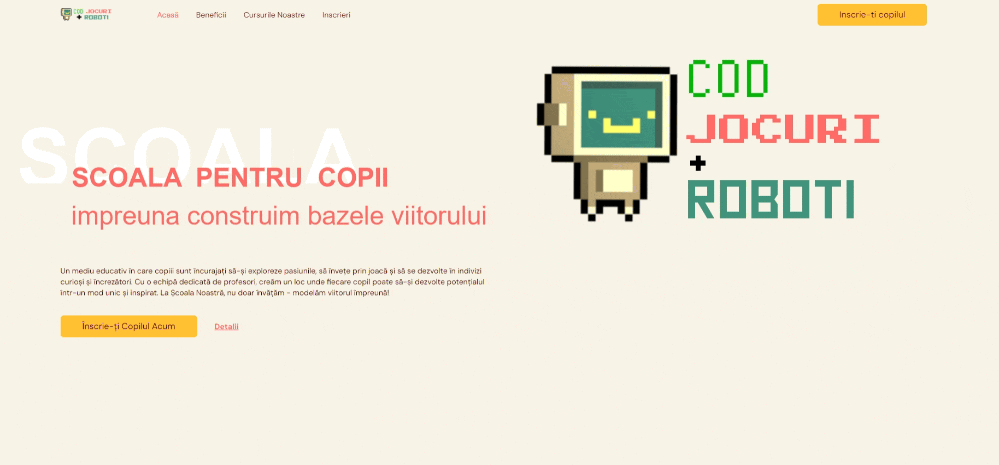 COD JOCURI
+ ROBOTI
Acasă
Beneficii
Cursurile Noastre
Inscrieri
Inscrie-ti copilul
COD
JOCURI
+
ROBOTI
SCOALA
SCOALA PENTRU COPII
impreuna construim bazele viitorului
Un mediu educativ în care copiii sunt încurajați să-și exploreze pasiunile, să învețe prin joacă și să se dezvolte în indivizi
curioși și încrezători. Cu o echipă dedicată de profesori, creăm un loc unde fiecare copil poate să-și dezvolte potențialul
într-un mod unic și inspirat. La Școala Noastră, nu doar învățăm - modelăm viitorul împreună!
Înscrie-ți Copilul Acum
Detalii